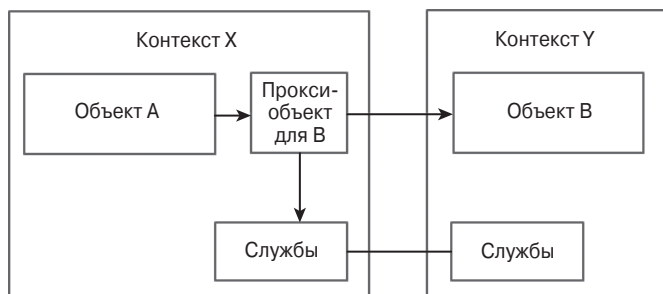 Контекст X
Контекст Y
Объект A
Прокси-
объект
для B
Объект B
Службы
Службы